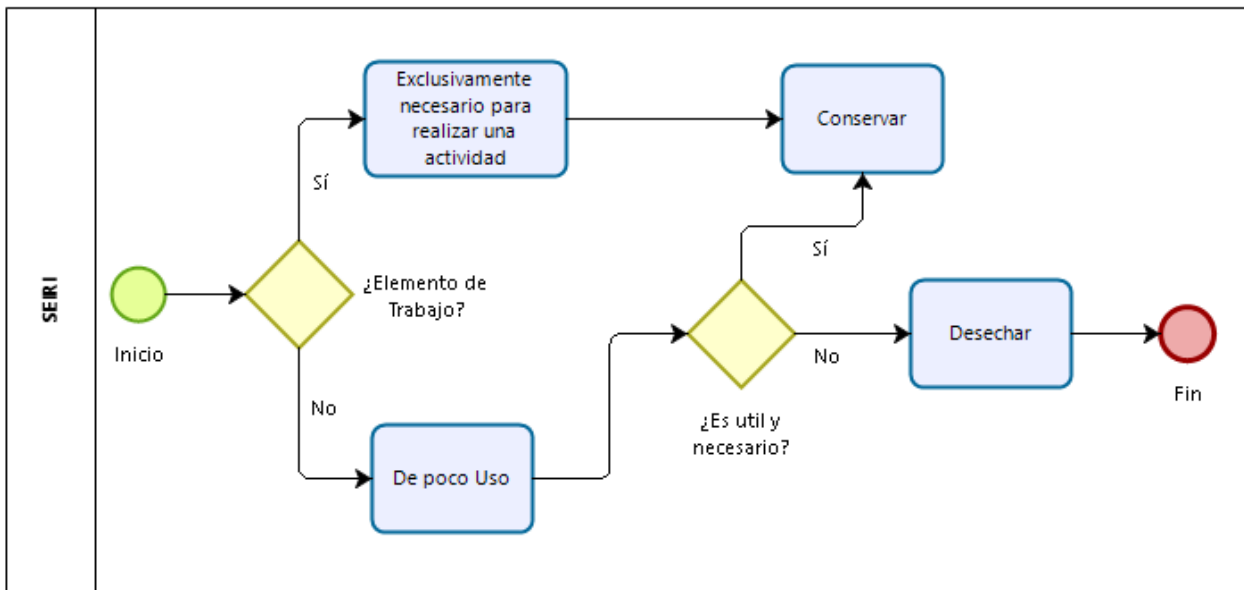 SEIRI
Inicio
¿Elemento de
Trabajo?
Sí
Exclusivamente
necesario para
realizar una
actividad
Conservar
No
De poco Uso
¿Es util y
necesario?
Sí
No
Desechar
Fin